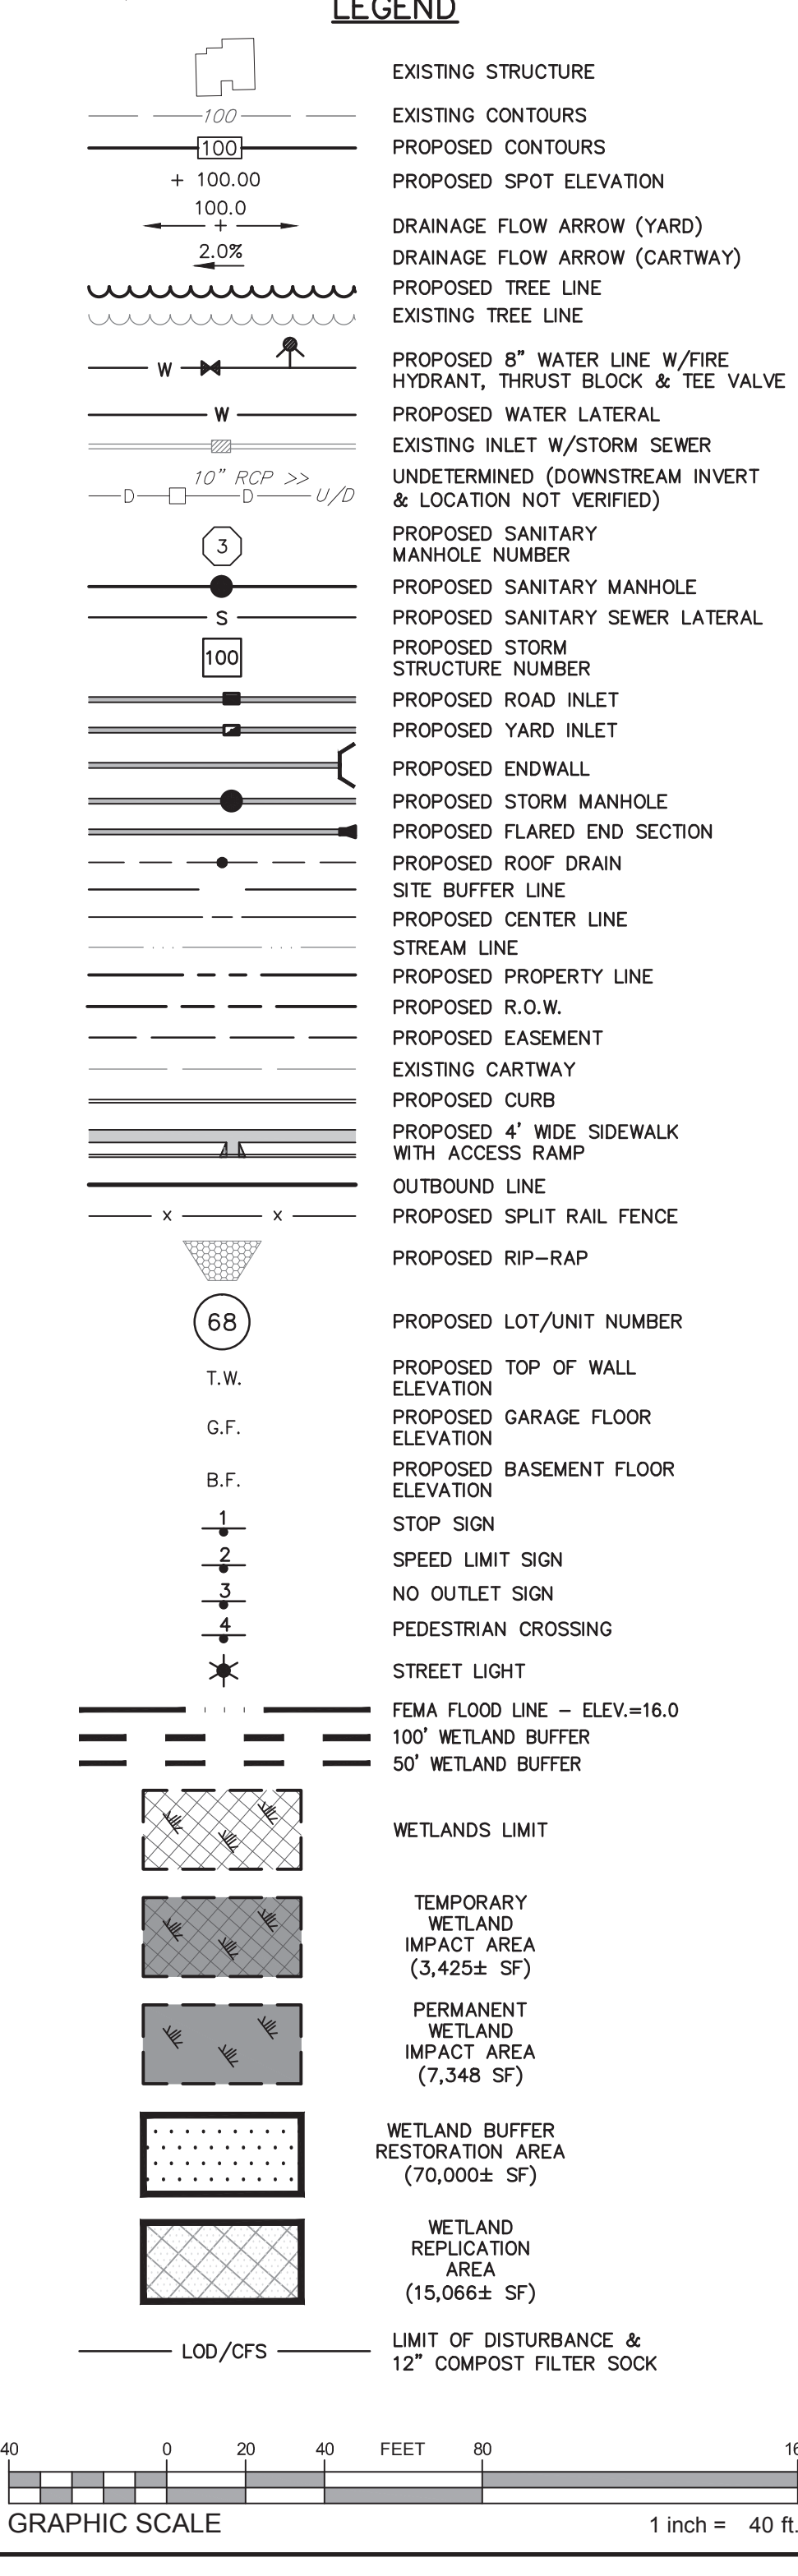 LEGEND
EXISTING STRUCTURE
100 EXISTING CONTOURS
100 PROPOSED CONTOURS
+ 100.00 PROPOSED SPOT ELEVATION
100.0
+ DRAINAGE FLOW ARROW (YARD)
2.0% DRAINAGE FLOW ARROW (CARTWAY)
PROPOSED TREE LINE
EXISTING TREE LINE
W PROPOSED 8" WATER LINE W/FIRE
HYDRANT, THRUST BLOCK & TEE VALVE
W PROPOSED WATER LATERAL
EXISTING INLET W/STORM SEWER
10" RCP >> UNDETERMINED (DOWNSTREAM INVERT
D D U/D & LOCATION NOT VERIFIED)
PROPOSED SANITARY
3 MANHOLE NUMBER
PROPOSED SANITARY MANHOLE
S PROPOSED SANITARY SEWER LATERAL
PROPOSED STORM
100 STRUCTURE NUMBER
PROPOSED ROAD INLET
PROPOSED YARD INLET
PROPOSED ENDWALL
PROPOSED STORM MANHOLE
PROPOSED FLARED END SECTION
PROPOSED ROOF DRAIN
SITE BUFFER LINE
PROPOSED CENTER LINE
STREAM LINE
PROPOSED PROPERTY LINE
PROPOSED R.O.W.
PROPOSED EASEMENT
EXISTING CARTWAY
PROPOSED CURB
PROPOSED 4' WIDE SIDEWALK
WITH ACCESS RAMP
OUTBOUND LINE
x x PROPOSED SPLIT RAIL FENCE
PROPOSED RIP-RAP
68 PROPOSED LOT/UNIT NUMBER
T.W. PROPOSED TOP OF WALL
ELEVATION
G.F. PROPOSED GARAGE FLOOR
ELEVATION
B.F. PROPOSED BASEMENT FLOOR
ELEVATION
1 STOP SIGN
2 SPEED LIMIT SIGN
3 NO OUTLET SIGN
4 PEDESTRIAN CROSSING
STREET LIGHT
FEMA FLOOD LINE - ELEV.=16.0
100' WETLAND BUFFER
50' WETLAND BUFFER
WETLANDS LIMIT
TEMPORARY
WETLAND
IMPACT AREA
(3,425± SF)
PERMANENT
WETLAND
IMPACT AREA
(7,348 SF)
WETLAND BUFFER
RESTORATION AREA
(70,000± SF)
WETLAND
REPLICATION
AREA
(15,066± SF)
LOD/CFS LIMIT OF DISTURBANCE &
12" COMPOST FILTER SOCK
40 0 20 40 FEET 80
GRAPHIC SCALE 1 inch = 40 ft.